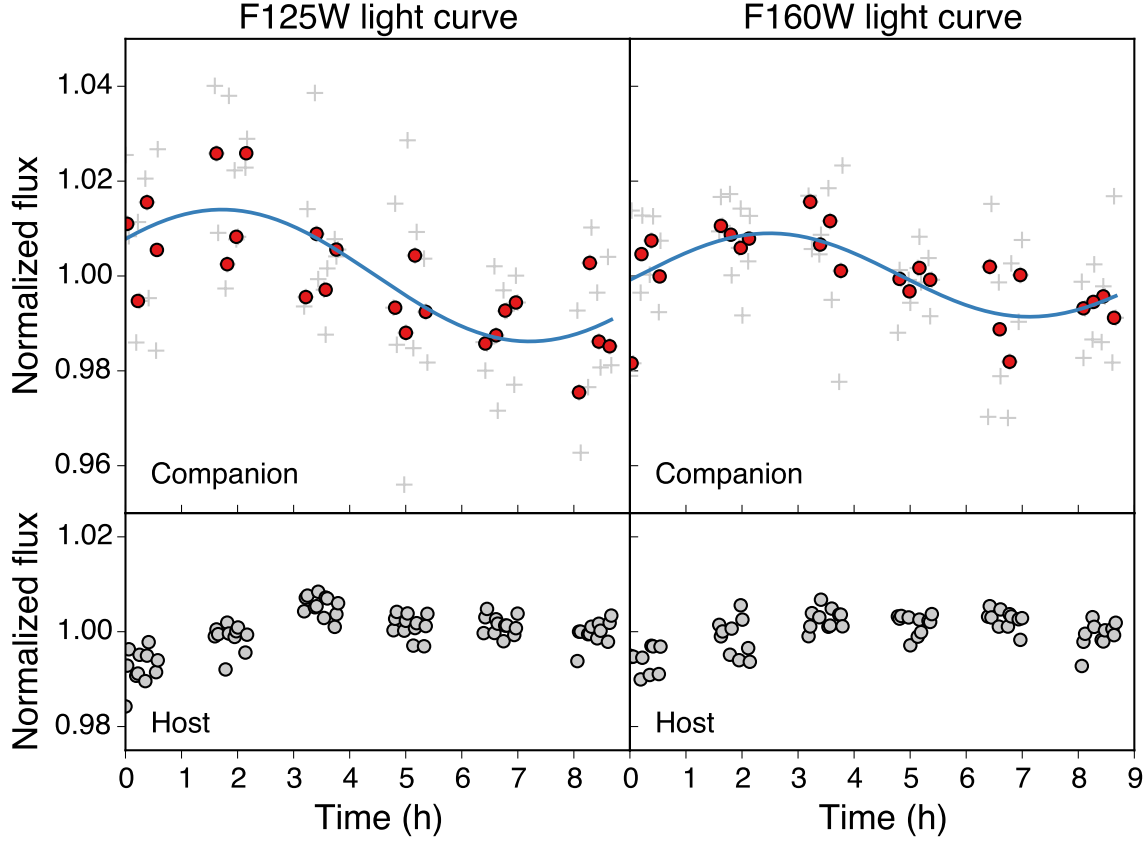 F125W light curve F160W light curve
Normalized flux
1.04
1.02
1.00
0.98
0.96
Companion Companion
Normalized flux
1.02
1.00
0.98
Host Host
0 1 2 3 4 5 6 7 8 0 1 2 3 4 5 6 7 8 9
Time (h) Time (h)